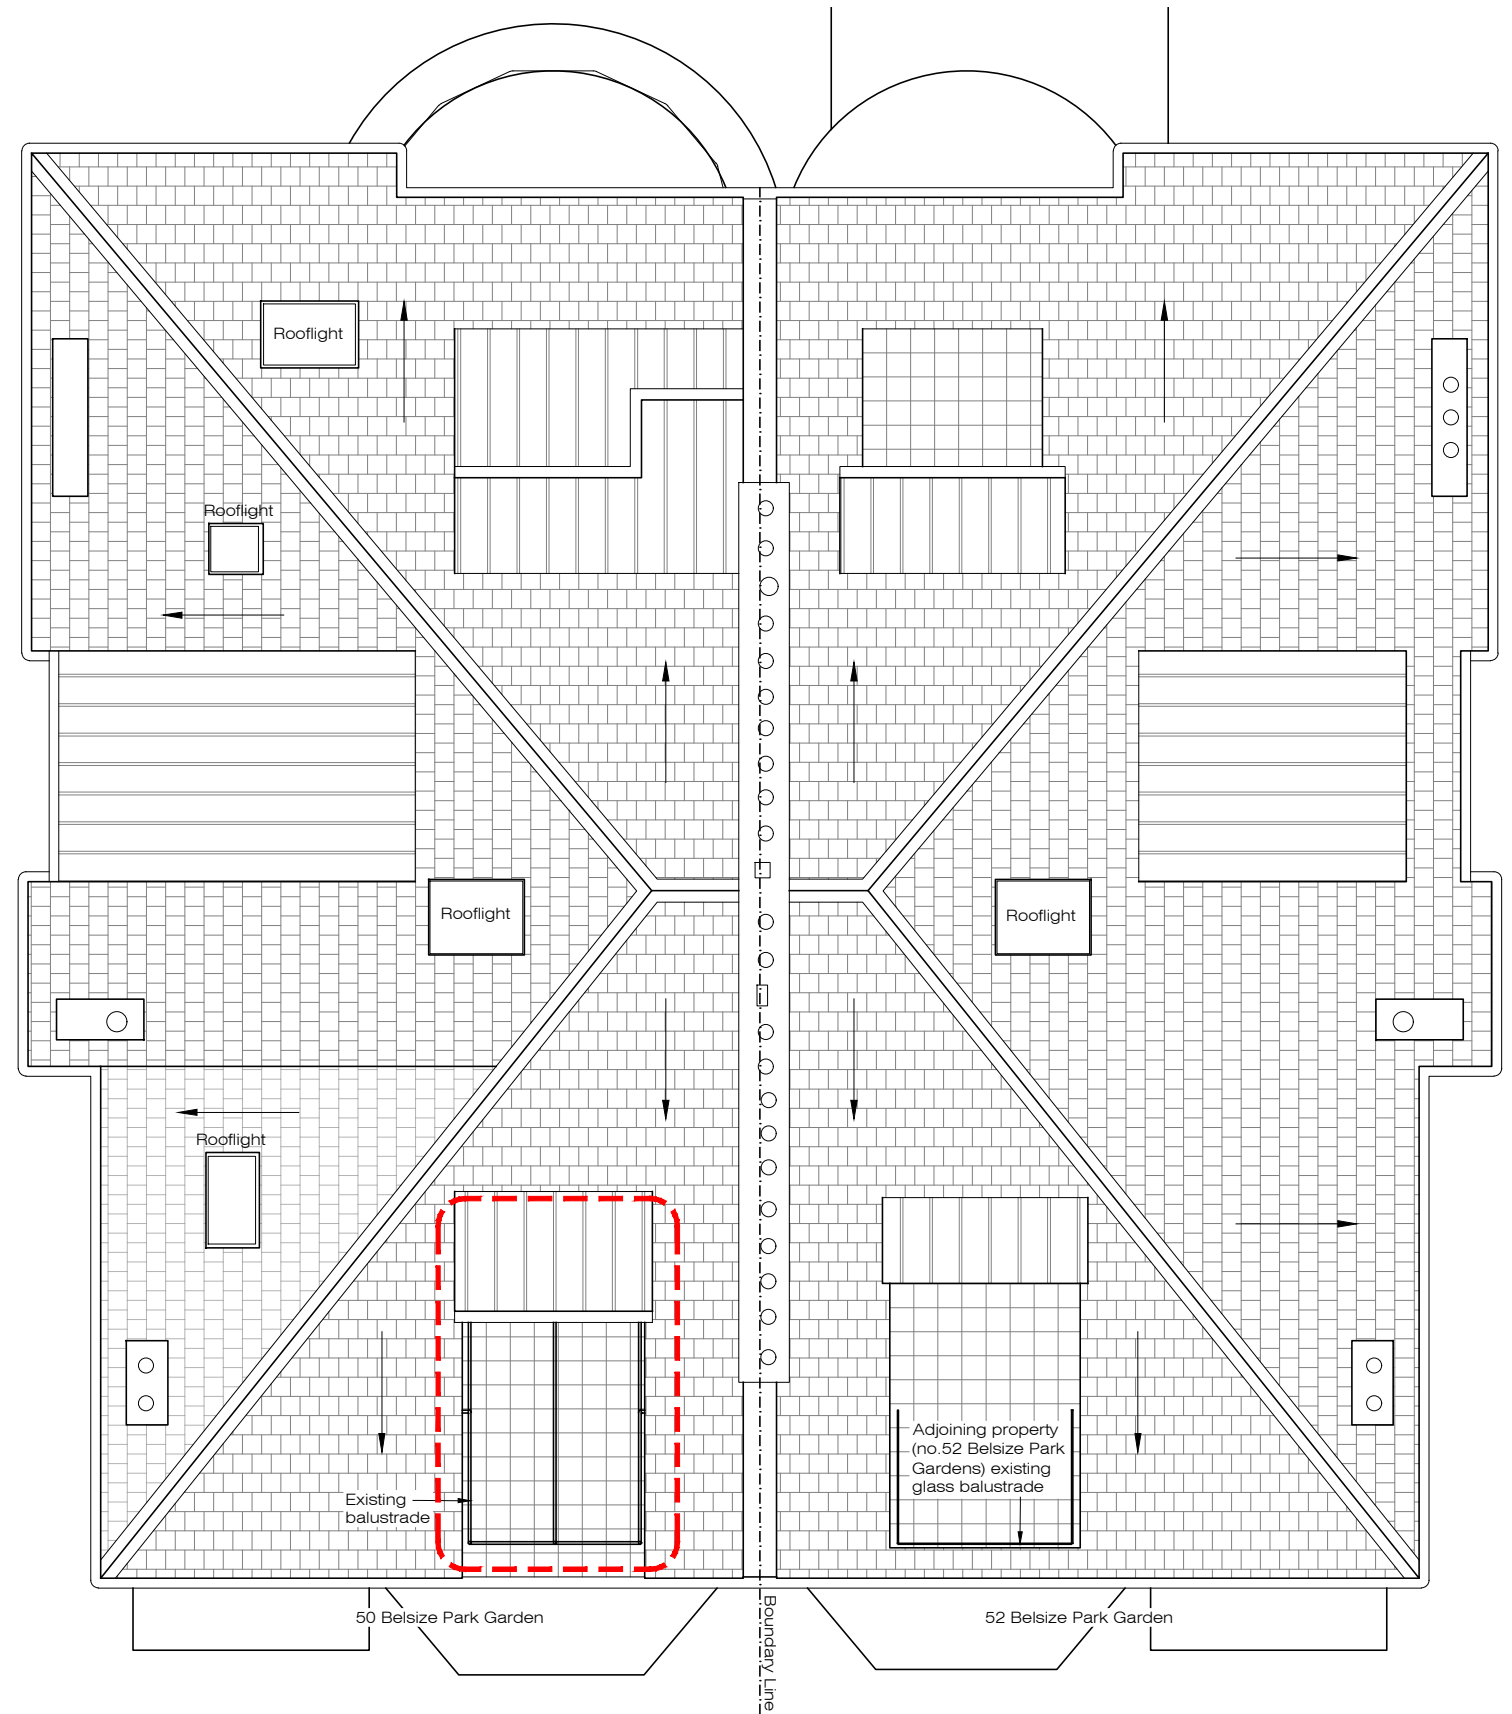 Rooflight
Rooflight
Rooflight
Rooflight
Rooflight
Existing
balustrade
Adjoining property
(no.52 Belsize Park
Gardens) existing
glass balustrade
50 Belsize Park Garden
52 Belsize Park Garden
Boundary Line